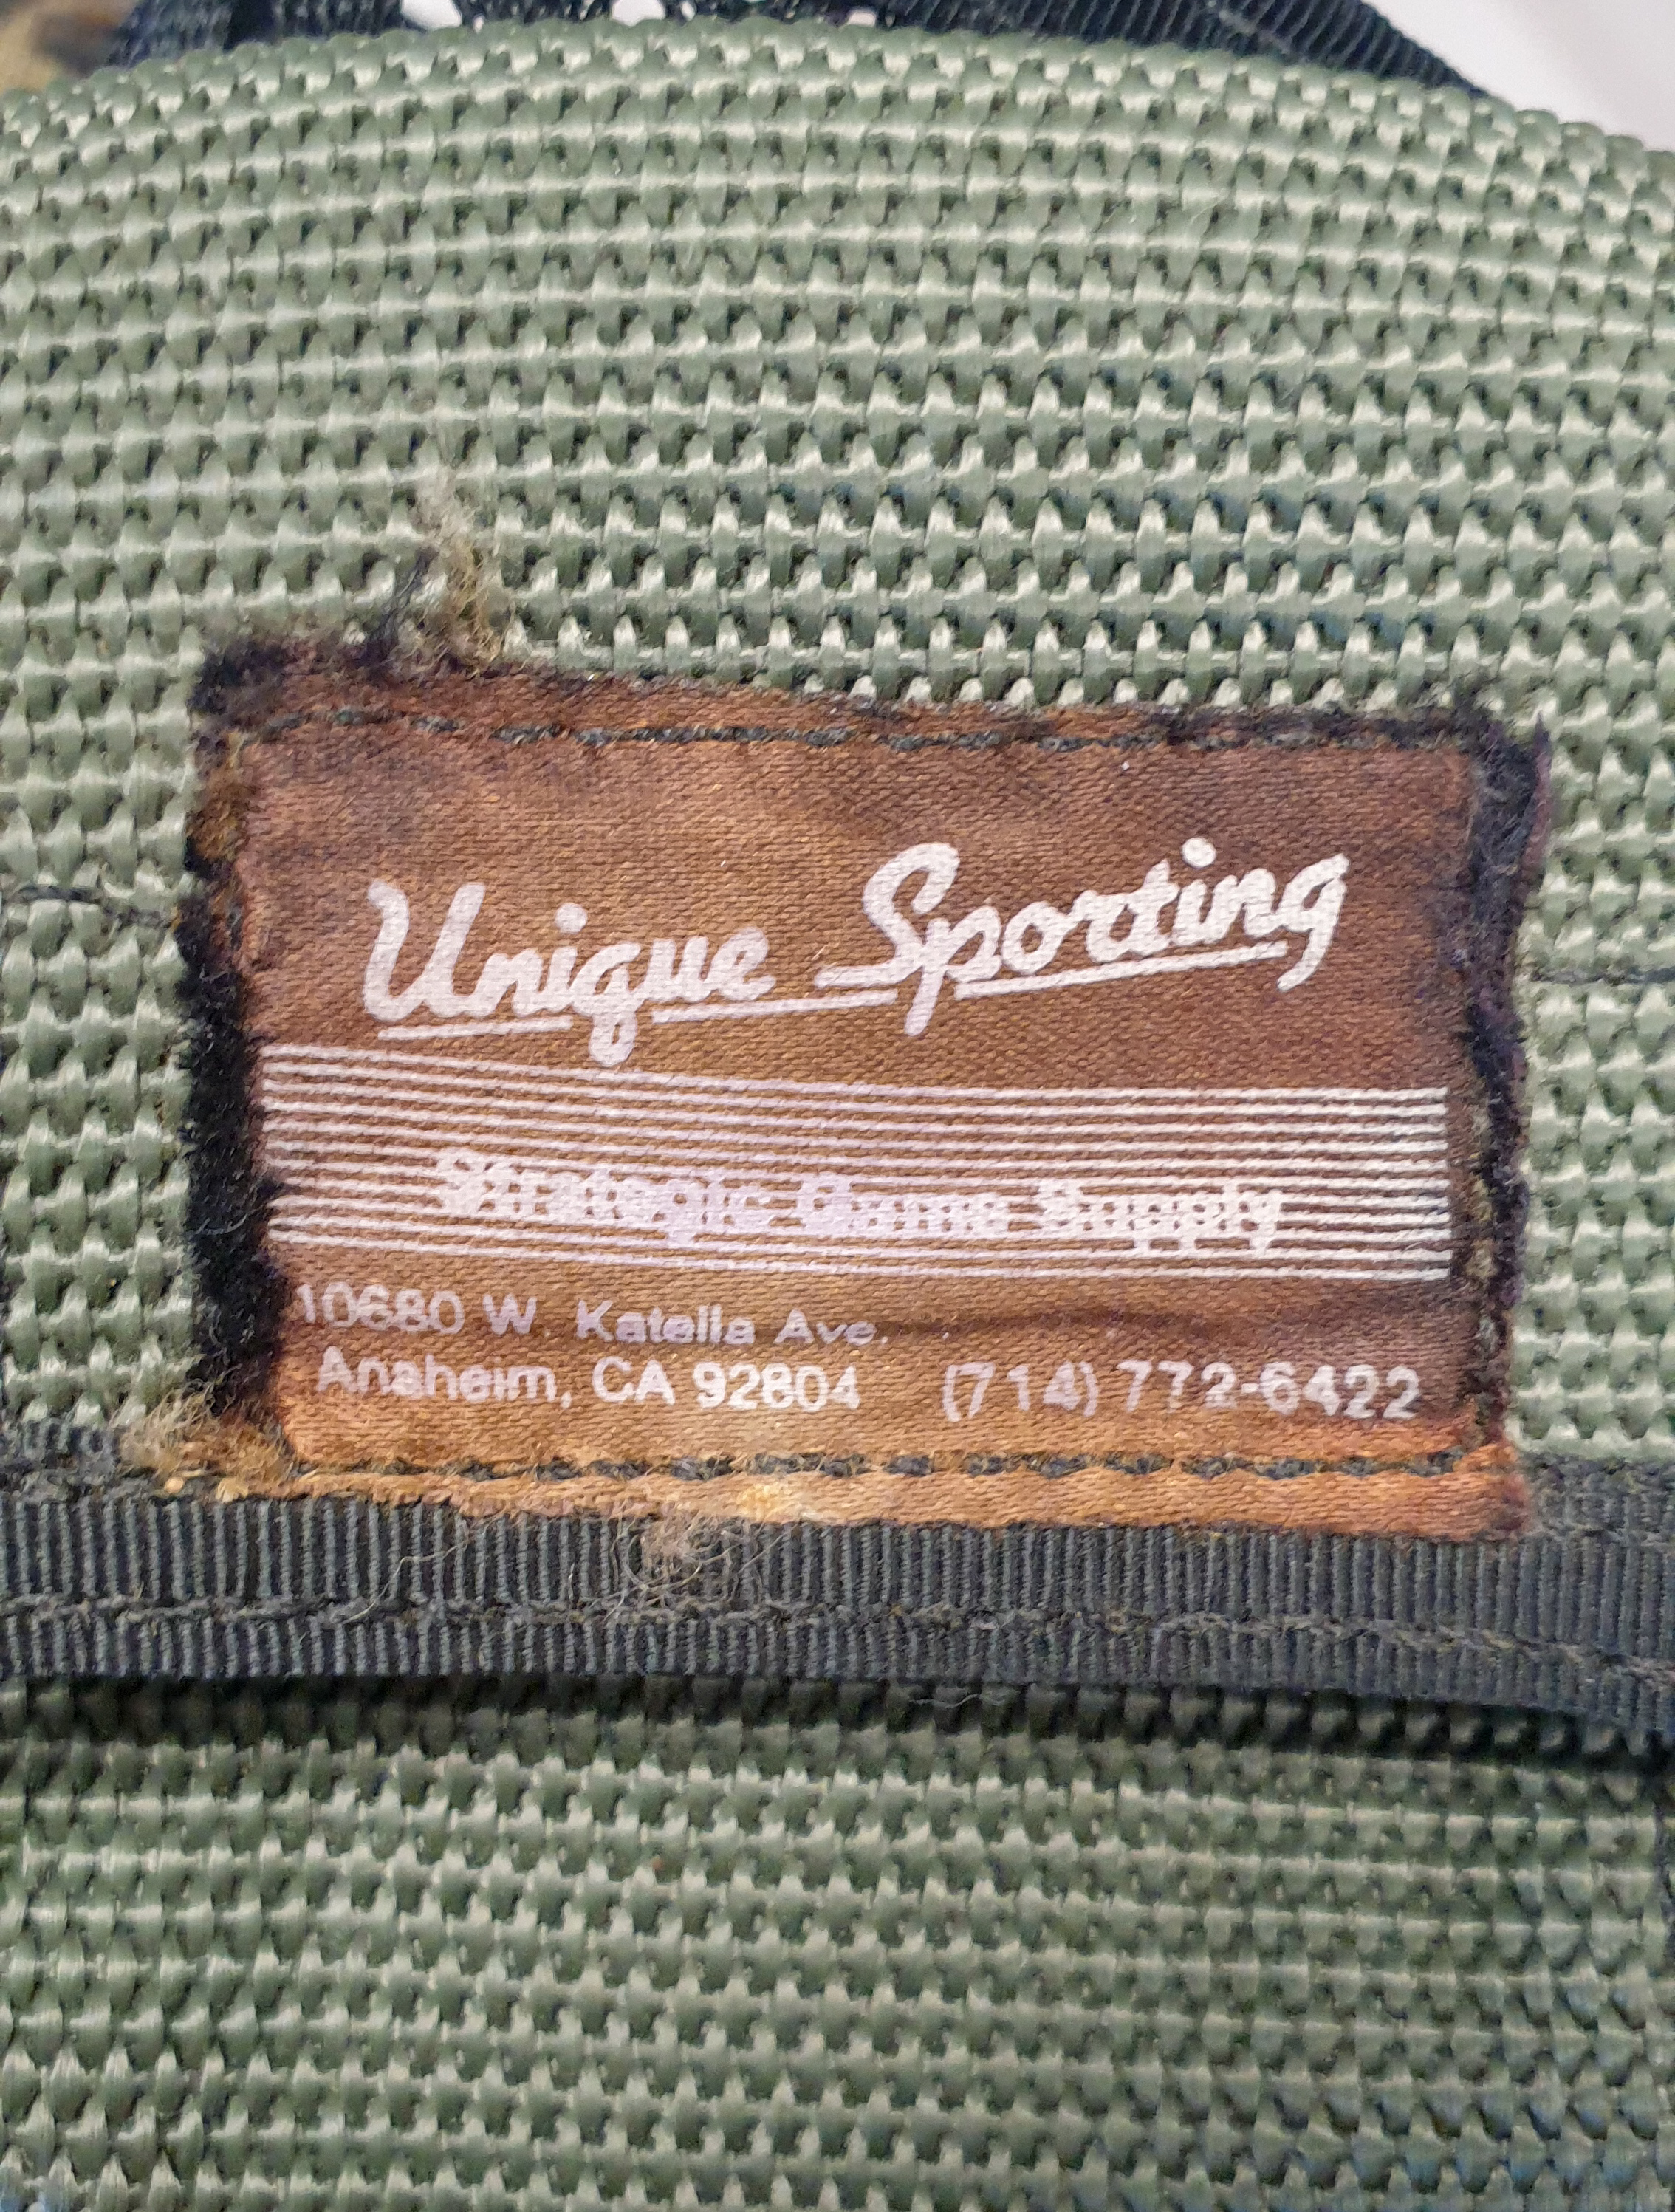 Unique Sporting
Strategic Game Supply
10680 W. Katella Ave.
Anaheim, CA 92804 (714) 772-6422